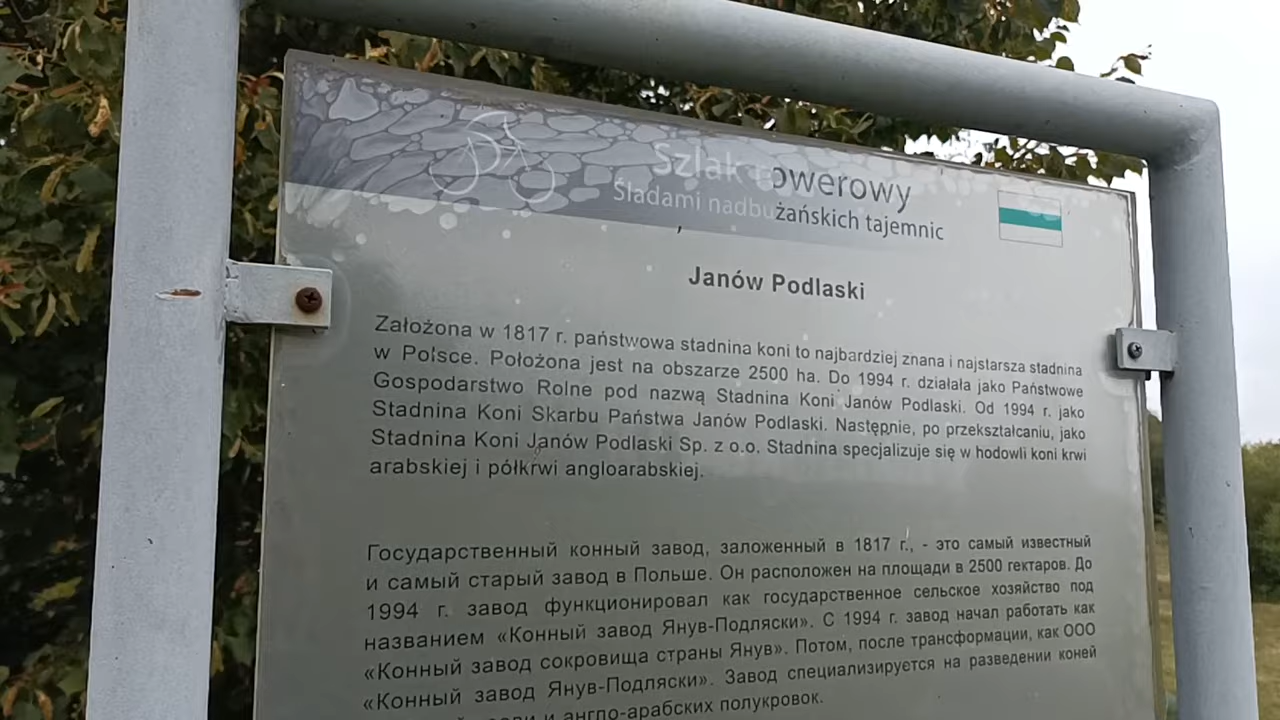 Szlak owerowy
Śladami nadbużańskich tajemnic
Janów Podlaski
Założona w 1817 r. państwowa stadnina koni to najbardziej znana i najstarsza stadnina
w Polsce. Położona jest na obszarze 2500 ha. Do 1994 r. działała jako Państwowe
Gospodarstwo Rolne pod nazwą Stadnina Koni Janów Podlaski. Od 1994 r. jako
Stadnina Koni Skarbu Państwa Janów Podlaski. Następnie, po przekształcaniu, jako
Stadnina Koni Janów Podlaski Sp. z o.o. Stadnina specjalizuje się w hodowli koni krwi
arabskiej i półkrwi angloarabskiej.
Государственный конный завод, заложенный в 1817 г., - это самый известный
и самый старый завод в Польше. Он расположен на площади в 2500 гектаров. До
1994 г. завод функционировал как государственное сельское хозяйство под
названием «Конный завод Янув-Подляски». С 1994 г. завод начал работать как
«Конный завод сокровища страны Янув». Потом, после трансформации, как ООО
«Конный завод Янув-Подляски». Завод специализируется на разведении коней
и англо-арабских полукровок.